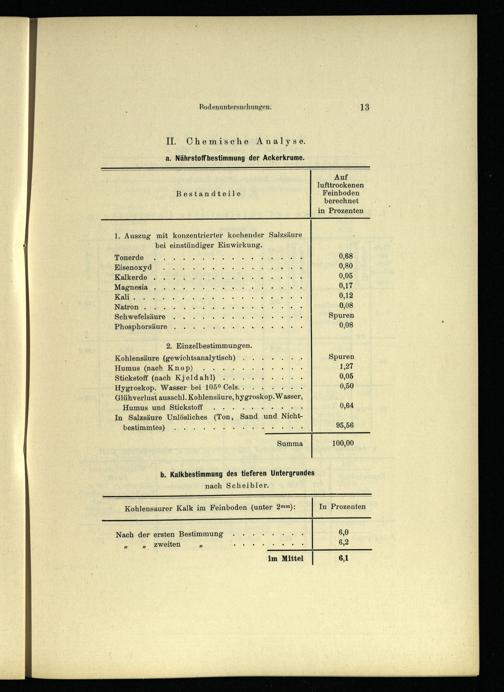 Bodenuntersuchungen. 13
II. Chemische Analyse.
a. Nährstoffbestimmung der Ackerkrume.
Bestandteile
Auf
lufttrockenen
Feinboden
berechnet
in Prozenten
1. Auszug mit konzentrierter kochender Salzsäure
bei einstündiger Einwirkung.
Tonerde . . . . . . . . . . . . . . . 0,68
Eisenoxyd . . . . . . . . . . . . . . 0,80
Kalkerde . . . . . . . . . . . . . . . 0,05
Magnesia . . . . . . . . . . . . . . . 0,17
Kali . . . . . . . . . . . . . . . . . 0,12
Natron . . . . . . . . . . . . . . . . 0,08
Schwefelsäure . . . . . . . . . . . . . Spuren
Phosphorsäure . . . . . . . . . . . . . 0,08
2. Einzelbestimmungen.
Kohlensäure (gewichtsanalytisch) . . . . . . . Spuren
Humus (nach Knop) . . . . . . . . . . . 1,27
Stickstoff (nach Kjeldahl) . . . . . . . . . 0,05
Hygroskop. Wasser bei 105° Cels. . . . . . . . 0,50
Glühverlust ausschl. Kohlensäure, hygroskop. Wasser,
Humus und Stickstoff . . . . . . . . . . 0,64
In Salzsäure Unlösliches (Ton, Sand und Nicht-
bestimmtes) . . . . . . . . . . . . . . 95,56
Summa 100,00
b. Kalkbestimmung des tieferen Untergrundes
nach Scheibler.
Kohlensaurer Kalk im Feinboden (unter 2mm): In Prozenten
Nach der ersten Bestimmung . . . . . . . . 6,0
„ „ zweiten „ . . . . . . . . 6,2
im Mittel 6,1